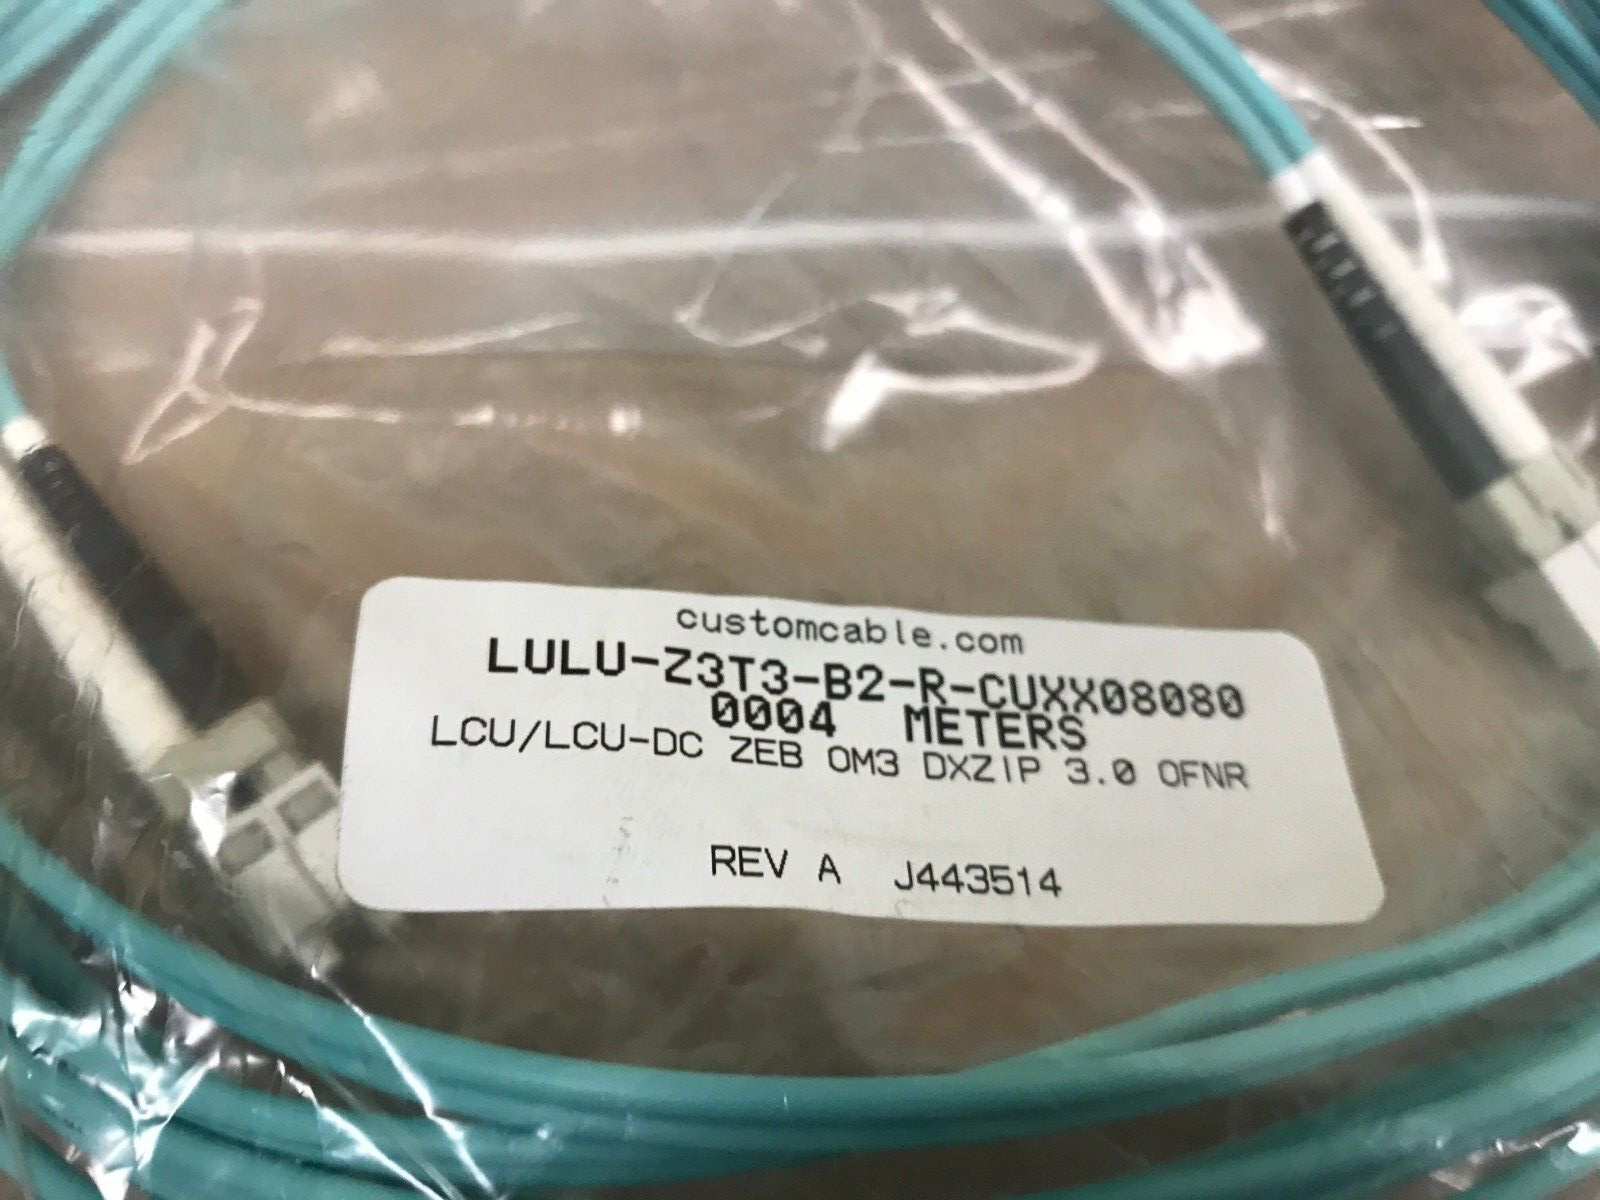 customcable.com
LULU-Z3T3-B2-R-CUXX08080
0004 METERS
LCU/LCU-DC ZEB OM3 DXZIP 3.0 OFNR
REV A J443514